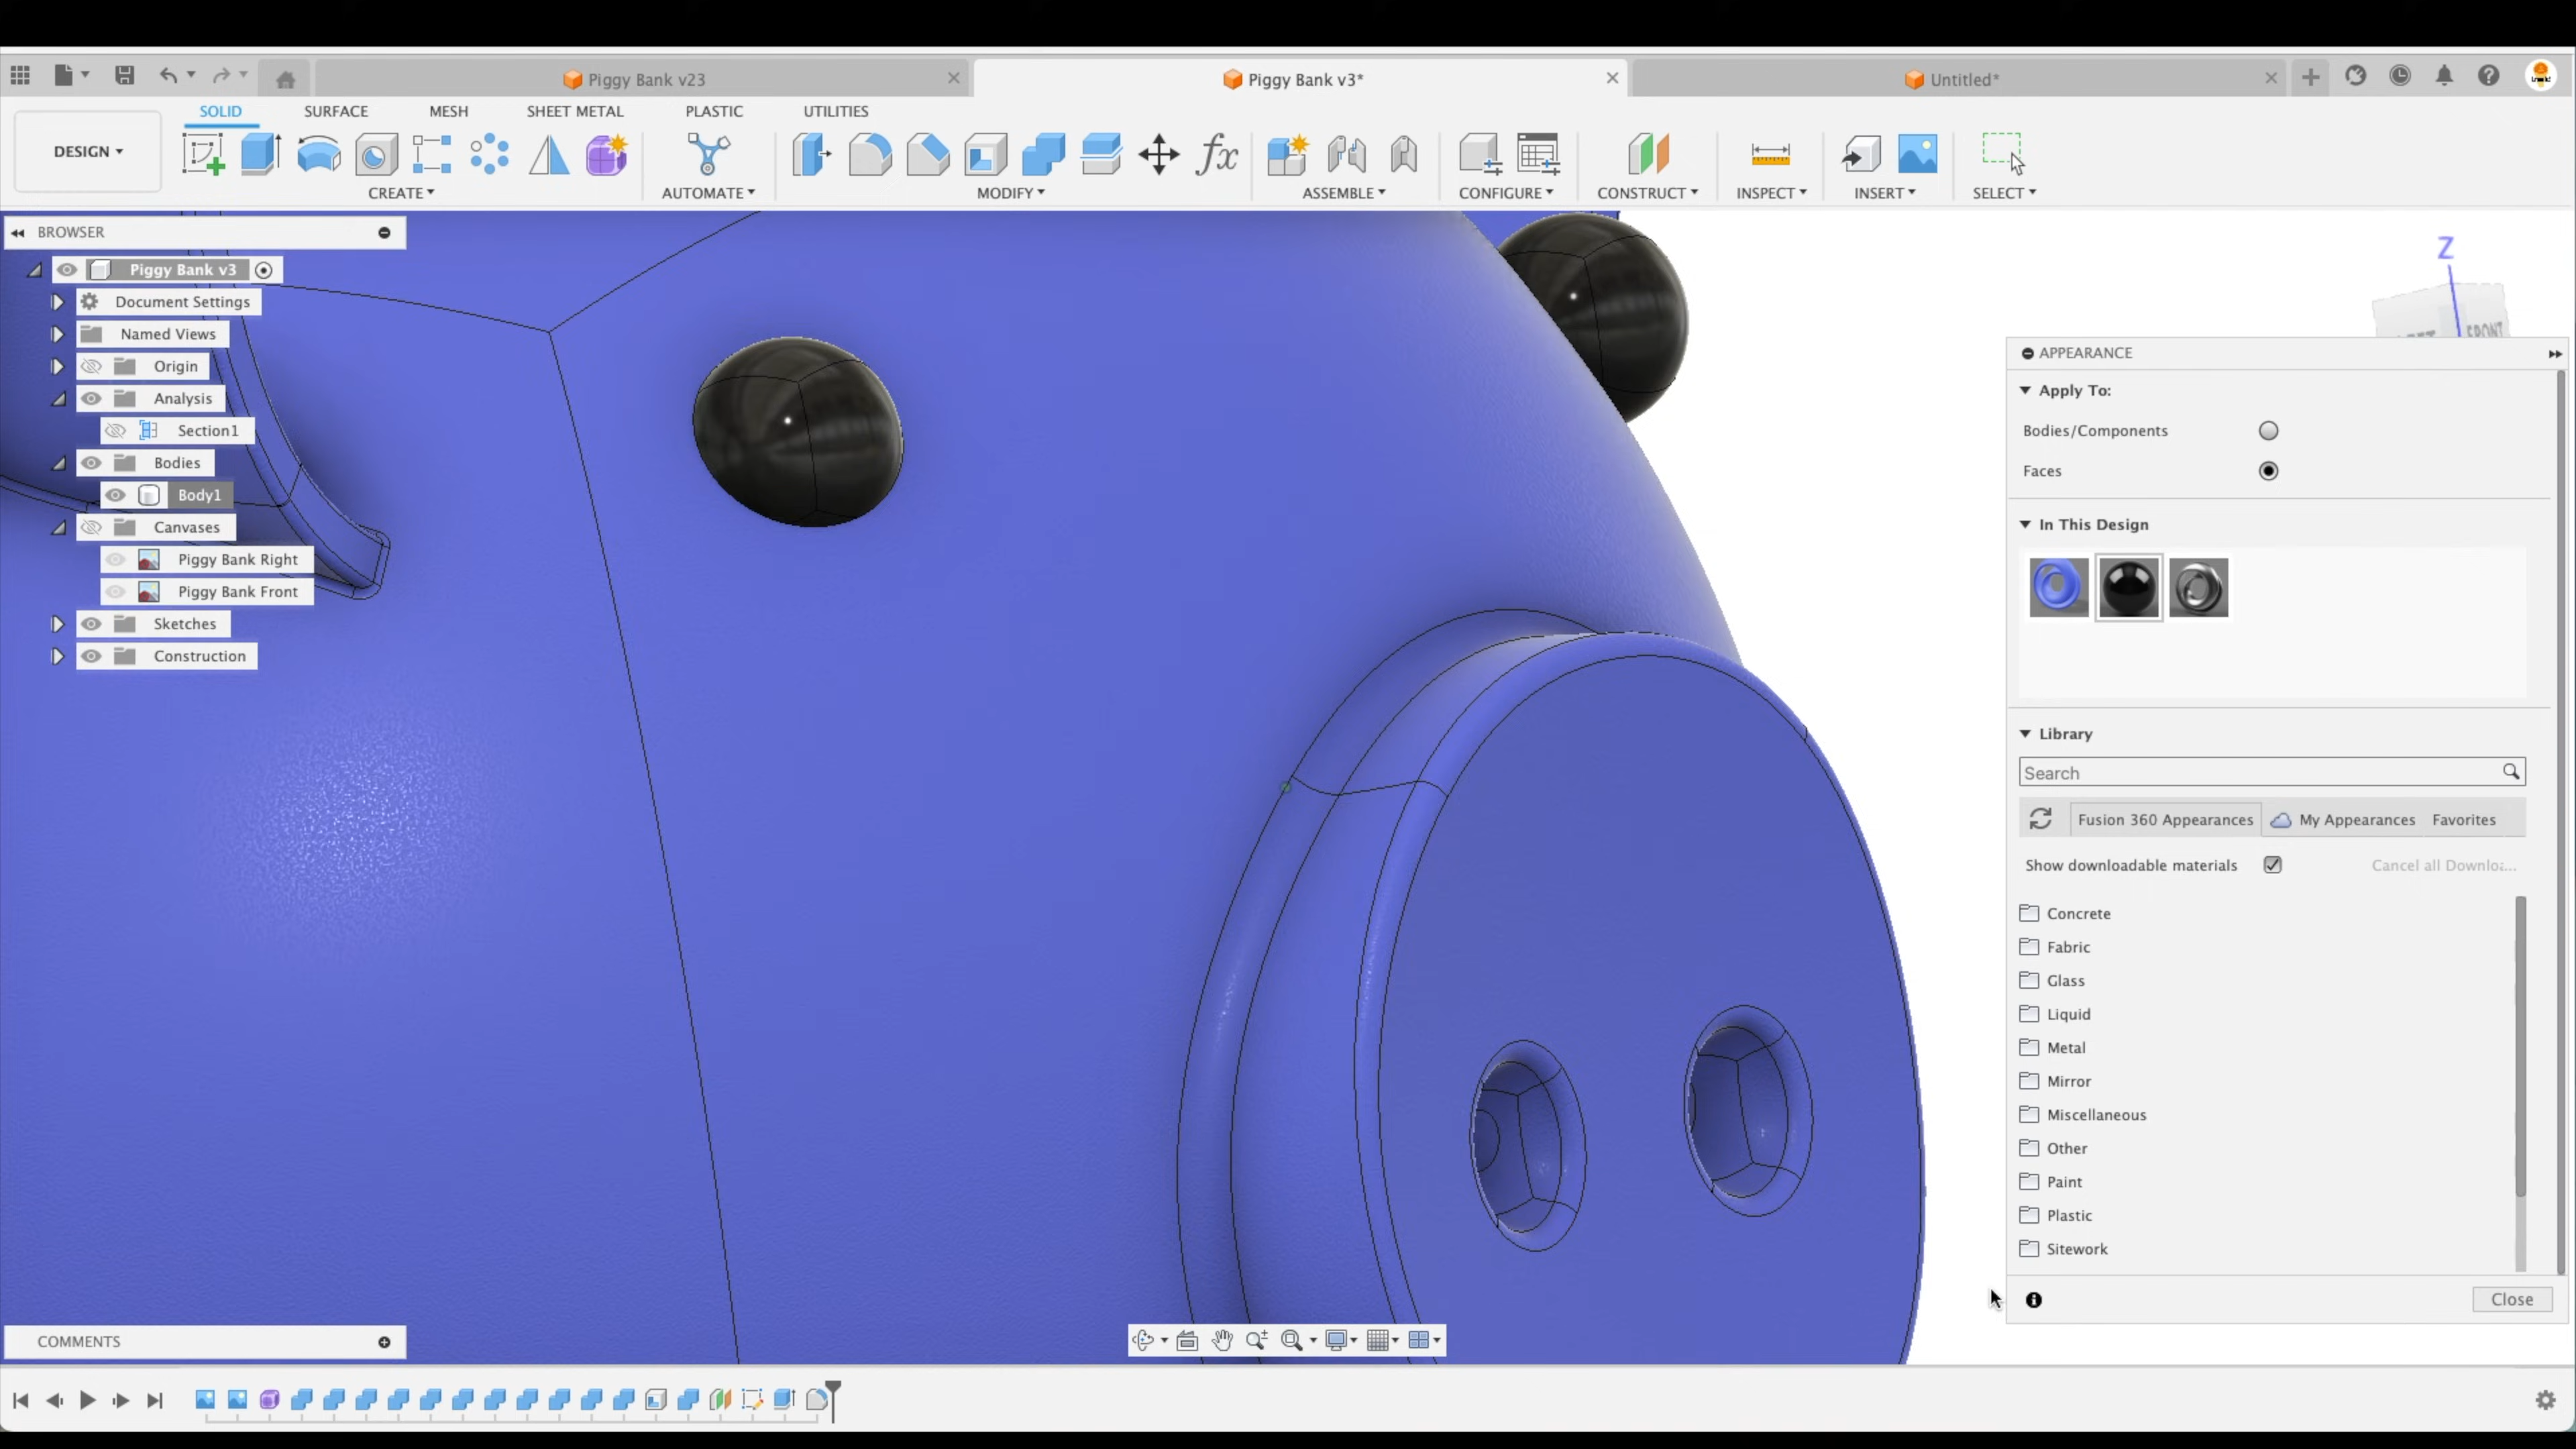 Piggy Bank v23
Piggy Bank v3*
Untitled*
DESIGN
SOLID
SURFACE
MESH
SHEET METAL
PLASTIC
UTILITIES
CREATE
AUTOMATE
MODIFY
ASSEMBLE
CONFIGURE
CONSTRUCT
INSPECT
INSERT
SELECT
BROWSER
Piggy Bank v3
Document Settings
Named Views
Origin
Analysis
Section1
Bodies
Body1
Canvases
Piggy Bank Right
Piggy Bank Front
Sketches
Construction
Z
FRONT
APPEARANCE
Apply To:
Bodies/Components
Faces
In This Design
Library
Search
Fusion 360 Appearances
My Appearances
Favorites
Show downloadable materials
Cancel all Downloa...
Concrete
Fabric
Glass
Liquid
Metal
Mirror
Miscellaneous
Other
Paint
Plastic
Sitework
Close
COMMENTS